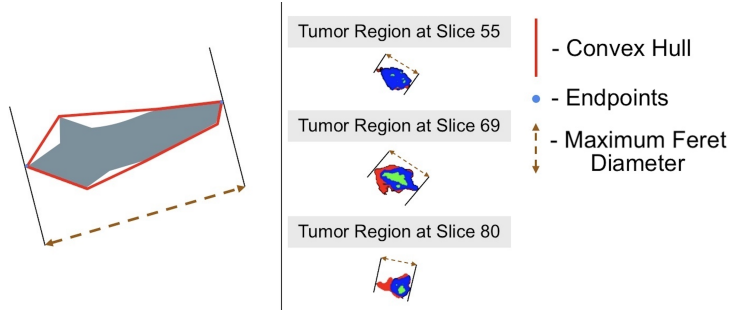 Tumor Region at Slice 55
Tumor Region at Slice 69
Tumor Region at Slice 80
- Convex Hull
- Endpoints
- Maximum Feret
Diameter